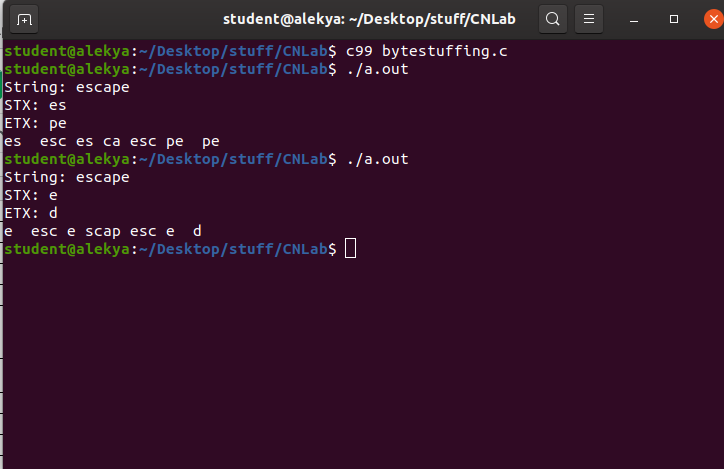 student@alekya: ~/Desktop/stuff/CNLab
student@alekya:~/Desktop/stuff/CNLab$ c99 bytestuffing.c
student@alekya:~/Desktop/stuff/CNLab$ ./a.out
String: escape
STX: es
ETX: pe
es  esc es ca esc pe  pe
student@alekya:~/Desktop/stuff/CNLab$ ./a.out
String: escape
STX: e
ETX: d
e  esc e scap esc e  d
student@alekya:~/Desktop/stuff/CNLab$